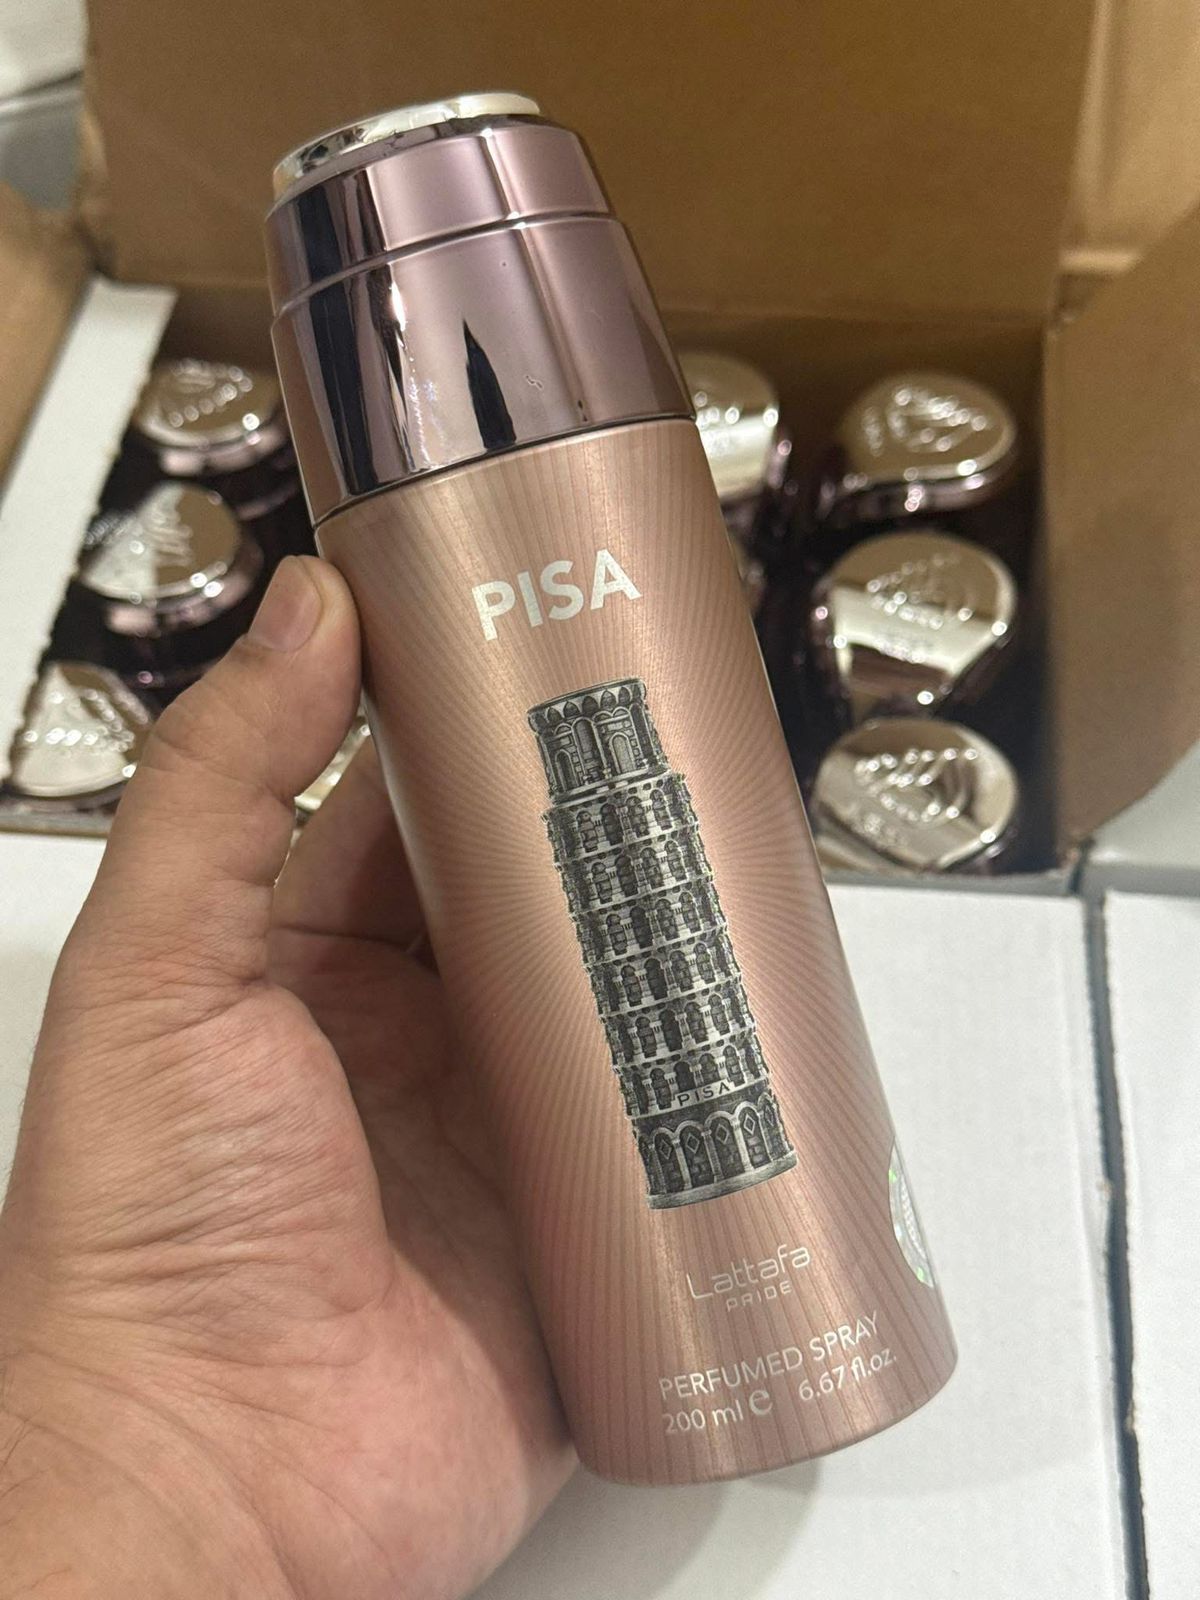 PISA
PISA
Lattafa
PRIDE
PERFUMED SPRAY
200 ml e 6.67 fl.oz.